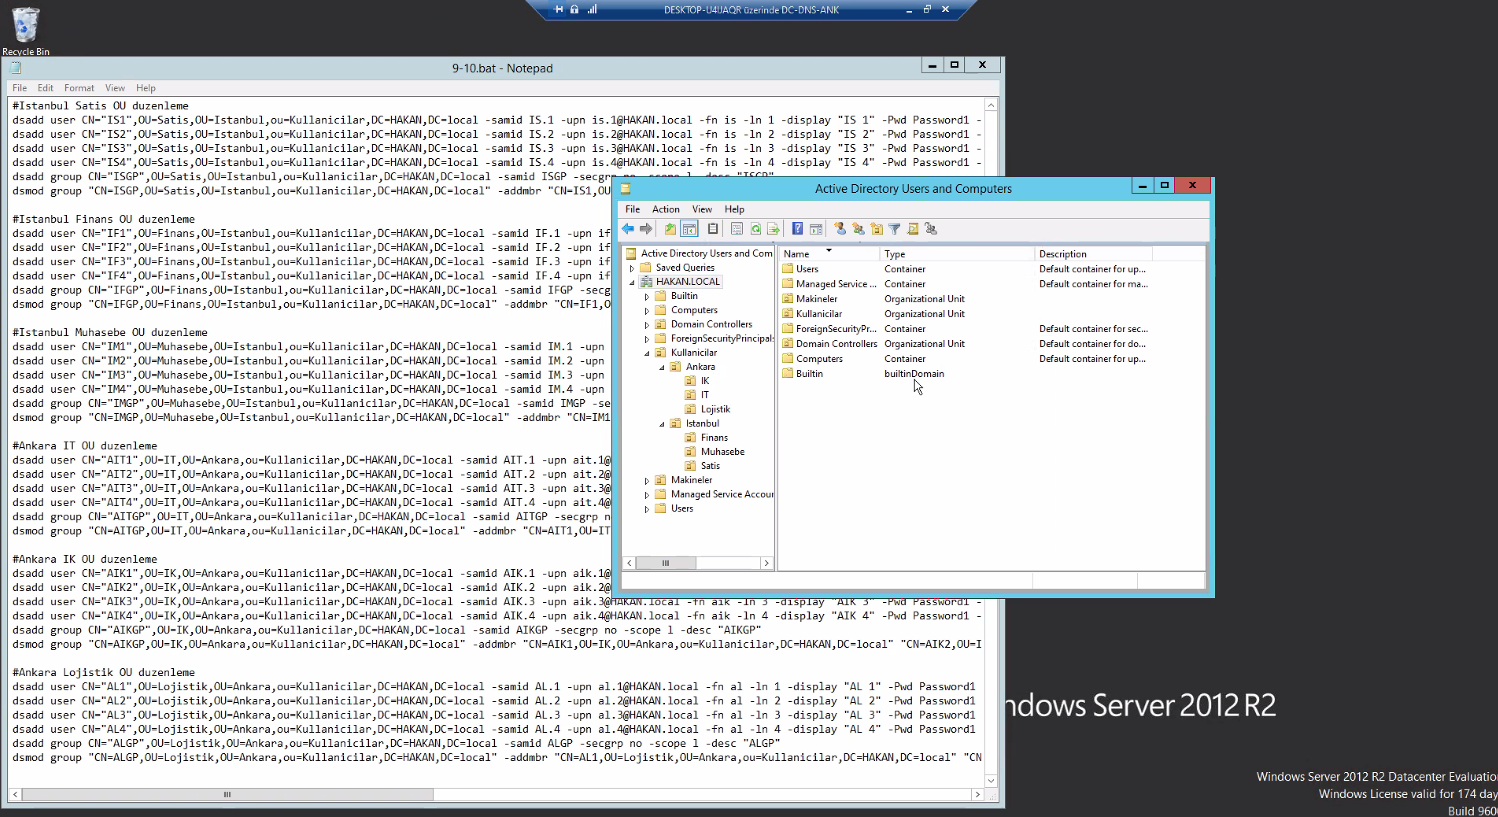 DESKTOP-U4UAQR üzerinde DC-DNS-ANK
Recycle Bin
9-10.bat - Notepad
File Edit Format View Help
#Istanbul Satis OU duzenleme
dsadd user CN="IS1",OU=Satis,OU=Istanbul,ou=Kullanicilar,DC=HAKAN,DC=local -samid IS.1 -upn is.1@HAKAN.local -fn is -ln 1 -display "IS 1" -Pwd Password1 -
dsadd user CN="IS2",OU=Satis,OU=Istanbul,ou=Kullanicilar,DC=HAKAN,DC=local -samid IS.2 -upn is.2@HAKAN.local -fn is -ln 2 -display "IS 2" -Pwd Password1 -
dsadd user CN="IS3",OU=Satis,OU=Istanbul,ou=Kullanicilar,DC=HAKAN,DC=local -samid IS.3 -upn is.3@HAKAN.local -fn is -ln 3 -display "IS 3" -Pwd Password1 -
dsadd user CN="IS4",OU=Satis,OU=Istanbul,ou=Kullanicilar,DC=HAKAN,DC=local -samid IS.4 -upn is.4@HAKAN.local -fn is -ln 4 -display "IS 4" -Pwd Password1 -
dsadd group CN="ISGP",OU=Satis,OU=Istanbul,ou=Kullanicilar,DC=HAKAN,DC=local -samid ISGP -secgrp no -scope l -desc "ISGP"
dsmod group "CN=ISGP,OU=Satis,OU=Istanbul,ou=Kullanicilar,DC=HAKAN,DC=local" -addmbr "CN=IS1,OU
#Istanbul Finans OU duzenleme
dsadd user CN="IF1",OU=Finans,OU=Istanbul,ou=Kullanicilar,DC=HAKAN,DC=local -samid IF.1 -upn if
dsadd user CN="IF2",OU=Finans,OU=Istanbul,ou=Kullanicilar,DC=HAKAN,DC=local -samid IF.2 -upn if
dsadd user CN="IF3",OU=Finans,OU=Istanbul,ou=Kullanicilar,DC=HAKAN,DC=local -samid IF.3 -upn if
dsadd user CN="IF4",OU=Finans,OU=Istanbul,ou=Kullanicilar,DC=HAKAN,DC=local -samid IF.4 -upn if
dsadd group CN="IFGP",OU=Finans,OU=Istanbul,ou=Kullanicilar,DC=HAKAN,DC=local -samid IFGP -secg
dsmod group "CN=IFGP,OU=Finans,OU=Istanbul,ou=Kullanicilar,DC=HAKAN,DC=local" -addmbr "CN=IF1,O
#Istanbul Muhasebe OU duzenleme
dsadd user CN="IM1",OU=Muhasebe,OU=Istanbul,ou=Kullanicilar,DC=HAKAN,DC=local -samid IM.1 -upn
dsadd user CN="IM2",OU=Muhasebe,OU=Istanbul,ou=Kullanicilar,DC=HAKAN,DC=local -samid IM.2 -upn
dsadd user CN="IM3",OU=Muhasebe,OU=Istanbul,ou=Kullanicilar,DC=HAKAN,DC=local -samid IM.3 -upn
dsadd user CN="IM4",OU=Muhasebe,OU=Istanbul,ou=Kullanicilar,DC=HAKAN,DC=local -samid IM.4 -upn
dsadd group CN="IMGP",OU=Muhasebe,OU=Istanbul,ou=Kullanicilar,DC=HAKAN,DC=local -samid IMGP -se
dsmod group "CN=IMGP,OU=Muhasebe,OU=Istanbul,ou=Kullanicilar,DC=HAKAN,DC=local" -addmbr "CN=IM1
#Ankara IT OU duzenleme
dsadd user CN="AIT1",OU=IT,OU=Ankara,ou=Kullanicilar,DC=HAKAN,DC=local -samid AIT.1 -upn ait.1@
dsadd user CN="AIT2",OU=IT,OU=Ankara,ou=Kullanicilar,DC=HAKAN,DC=local -samid AIT.2 -upn ait.2@
dsadd user CN="AIT3",OU=IT,OU=Ankara,ou=Kullanicilar,DC=HAKAN,DC=local -samid AIT.3 -upn ait.3@
dsadd user CN="AIT4",OU=IT,OU=Ankara,ou=Kullanicilar,DC=HAKAN,DC=local -samid AIT.4 -upn ait.4@
dsadd group CN="AITGP",OU=IT,OU=Ankara,ou=Kullanicilar,DC=HAKAN,DC=local -samid AITGP -secgrp n
dsmod group "CN=AITGP,OU=IT,OU=Ankara,ou=Kullanicilar,DC=HAKAN,DC=local" -addmbr "CN=AIT1,OU=IT
#Ankara IK OU duzenleme
dsadd user CN="AIK1",OU=IK,OU=Ankara,ou=Kullanicilar,DC=HAKAN,DC=local -samid AIK.1 -upn aik.1@
dsadd user CN="AIK2",OU=IK,OU=Ankara,ou=Kullanicilar,DC=HAKAN,DC=local -samid AIK.2 -upn aik.2@
dsadd user CN="AIK3",OU=IK,OU=Ankara,ou=Kullanicilar,DC=HAKAN,DC=local -samid AIK.3 -upn aik.3@HAKAN.local -fn aik -ln 3 -display "AIK 3" -Pwd Password1 -
dsadd user CN="AIK4",OU=IK,OU=Ankara,ou=Kullanicilar,DC=HAKAN,DC=local -samid AIK.4 -upn aik.4@HAKAN.local -fn aik -ln 4 -display "AIK 4" -Pwd Password1 -
dsadd group CN="AIKGP",OU=IK,OU=Ankara,ou=Kullanicilar,DC=HAKAN,DC=local -samid AIKGP -secgrp no -scope l -desc "AIKGP"
dsmod group "CN=AIKGP,OU=IK,OU=Ankara,ou=Kullanicilar,DC=HAKAN,DC=local" -addmbr "CN=AIK1,OU=IK,OU=Ankara,ou=Kullanicilar,DC=HAKAN,DC=local" "CN=AIK2,OU=I
#Ankara Lojistik OU duzenleme
dsadd user CN="AL1",OU=Lojistik,OU=Ankara,ou=Kullanicilar,DC=HAKAN,DC=local -samid AL.1 -upn al.1@HAKAN.local -fn al -ln 1 -display "AL 1" -Pwd Password1
dsadd user CN="AL2",OU=Lojistik,OU=Ankara,ou=Kullanicilar,DC=HAKAN,DC=local -samid AL.2 -upn al.2@HAKAN.local -fn al -ln 2 -display "AL 2" -Pwd Password1
dsadd user CN="AL3",OU=Lojistik,OU=Ankara,ou=Kullanicilar,DC=HAKAN,DC=local -samid AL.3 -upn al.3@HAKAN.local -fn al -ln 3 -display "AL 3" -Pwd Password1
dsadd user CN="AL4",OU=Lojistik,OU=Ankara,ou=Kullanicilar,DC=HAKAN,DC=local -samid AL.4 -upn al.4@HAKAN.local -fn al -ln 4 -display "AL 4" -Pwd Password1
dsadd group CN="ALGP",OU=Lojistik,OU=Ankara,ou=Kullanicilar,DC=HAKAN,DC=local -samid ALGP -secgrp no -scope l -desc "ALGP"
dsmod group "CN=ALGP,OU=Lojistik,OU=Ankara,ou=Kullanicilar,DC=HAKAN,DC=local" -addmbr "CN=AL1,OU=Lojistik,OU=Ankara,ou=Kullanicilar,DC=HAKAN,DC=local" "CN
Active Directory Users and Computers
File Action View Help
Active Directory Users and Com
Saved Queries
HAKAN.LOCAL
Builtin
Computers
Domain Controllers
ForeignSecurityPrincipals
Kullanicilar
Ankara
IK
IT
Lojistik
Istanbul
Finans
Muhasebe
Satis
Makineler
Managed Service Accour
Users
Name Type Description
Users Container Default container for up...
Managed Service ... Container Default container for ma...
Makineler Organizational Unit
Kullanicilar Organizational Unit
ForeignSecurityPr... Container Default container for sec...
Domain Controllers Organizational Unit Default container for do...
Computers Container Default container for up...
Builtin builtinDomain
ndows Server 2012 R2
Windows Server 2012 R2 Datacenter Evaluation
Windows License valid for 174 day
Build 9600